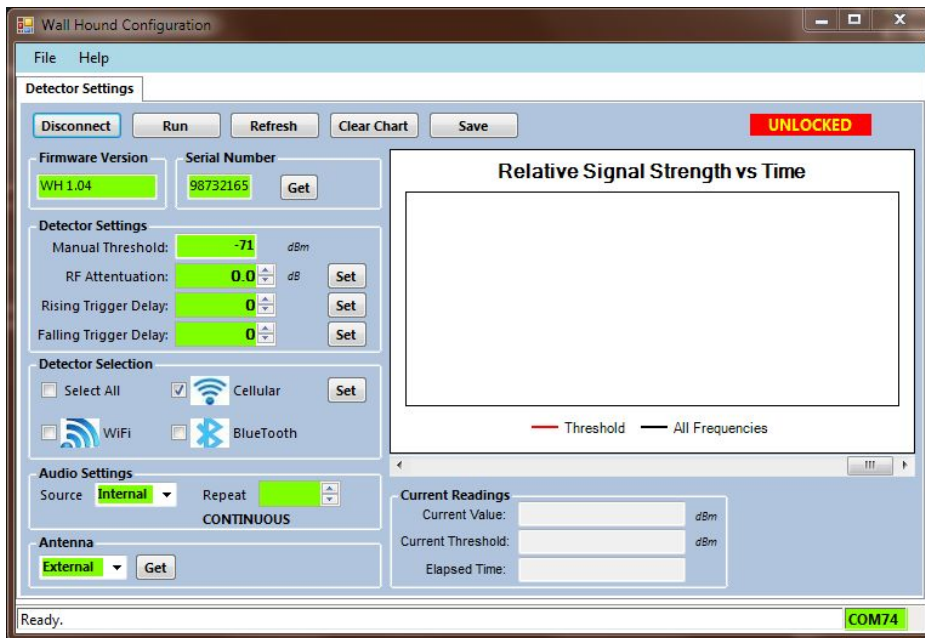 Wall Hound Configuration
File Help
Detector Settings
Disconnect Run Refresh Clear Chart Save UNLOCKED
Firmware Version Serial Number
WH 1.04 98732165 Get
Detector Settings
Manual Threshold: -71 dBm
RF Attentuation: 0.0 dB Set
Rising Trigger Delay: 0 Set
Falling Trigger Delay: 0 Set
Detector Selection
Select All Cellular Set
WiFi BlueTooth
Audio Settings
Source Internal Repeat
CONTINUOUS
Antenna
External Get
Relative Signal Strength vs Time
Threshold All Frequencies
Current Readings
Current Value: dBm
Current Threshold: dBm
Elapsed Time:
Ready. COM74